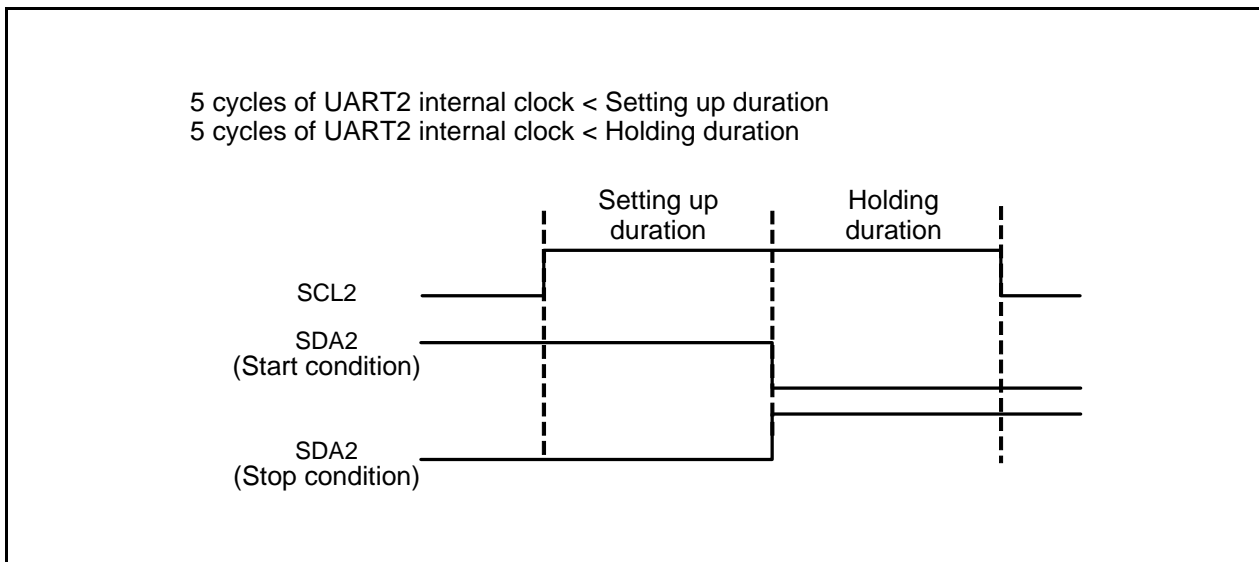 5 cycles of UART2 internal clock < Setting up duration
5 cycles of UART2 internal clock < Holding duration
Setting up
duration
Holding
duration
SCL2
SDA2
(Start condition)
SDA2
(Stop condition)